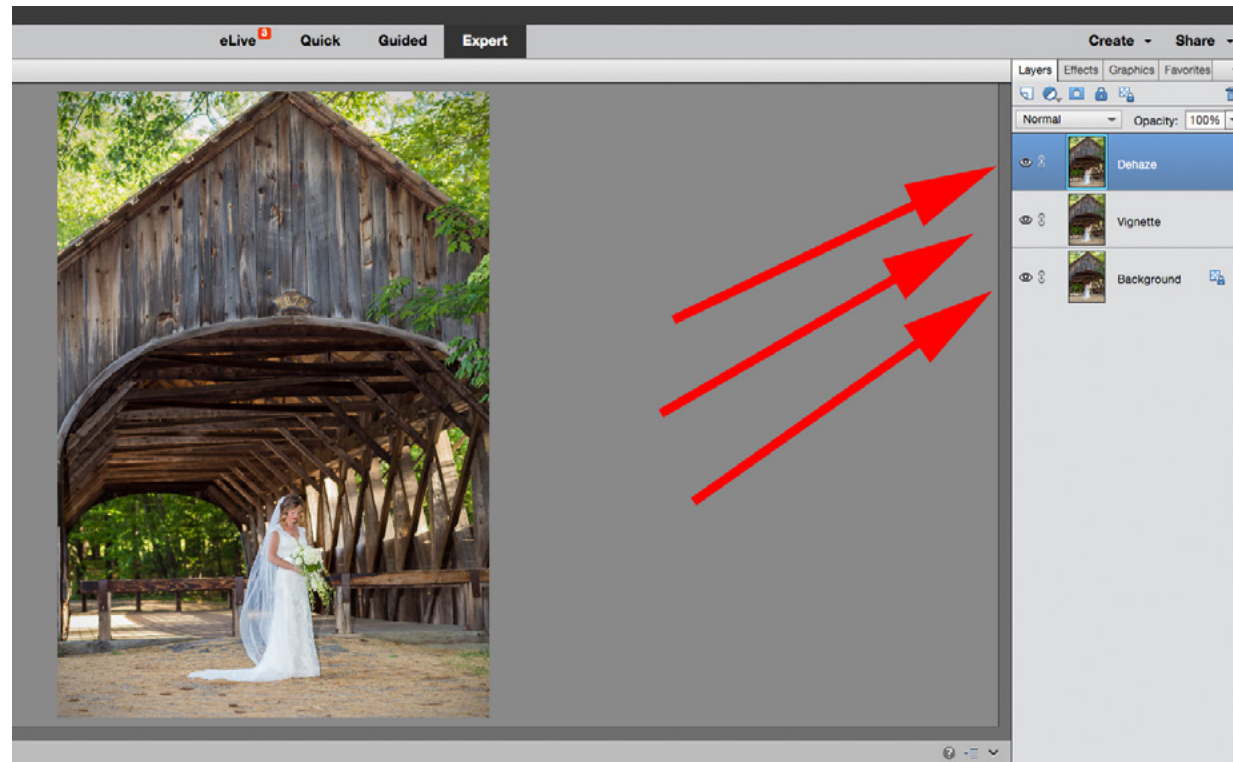 eLive 3 Quick Guided Expert Create Share
Layers Effects Graphics Favorites
Normal Opacity: 100%
Dehaze
Vignette
Background